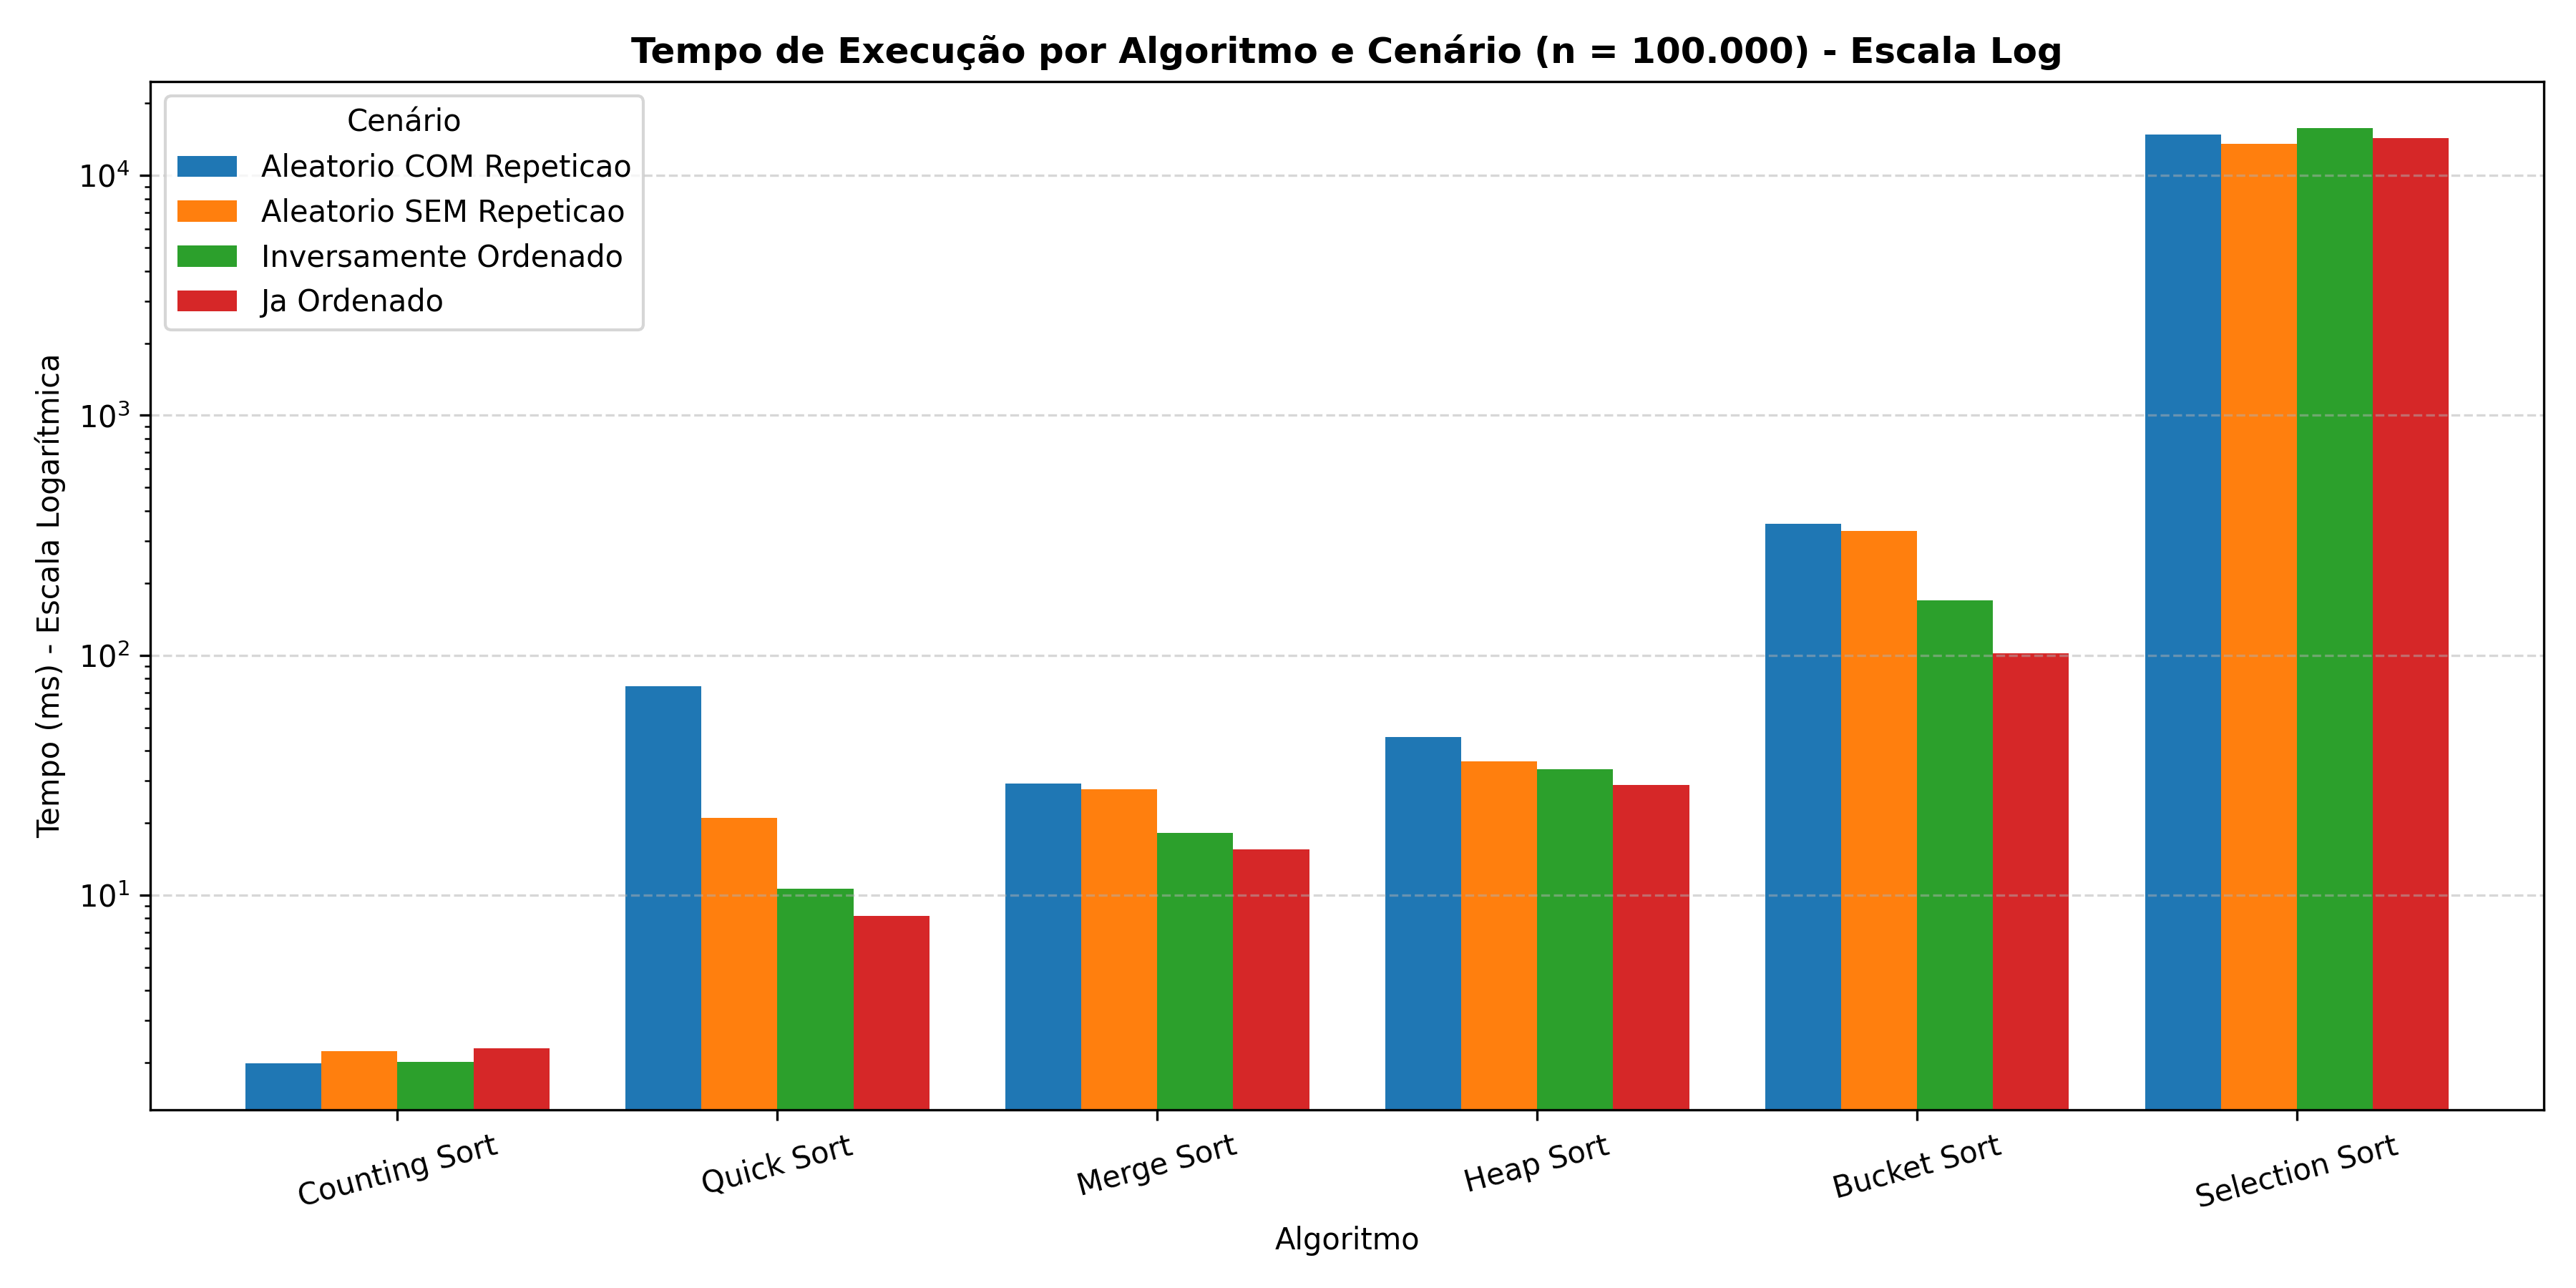 Tempo de Execução por Algoritmo e Cenário (n = 100.000) - Escala Log
Cenário
Aleatorio COM Repeticao
Aleatorio SEM Repeticao
Inversamente Ordenado
Ja Ordenado
Tempo (ms) - Escala Logarítmica
10⁴
10³
10²
10¹
Counting Sort
Quick Sort
Merge Sort
Heap Sort
Bucket Sort
Selection Sort
Algoritmo